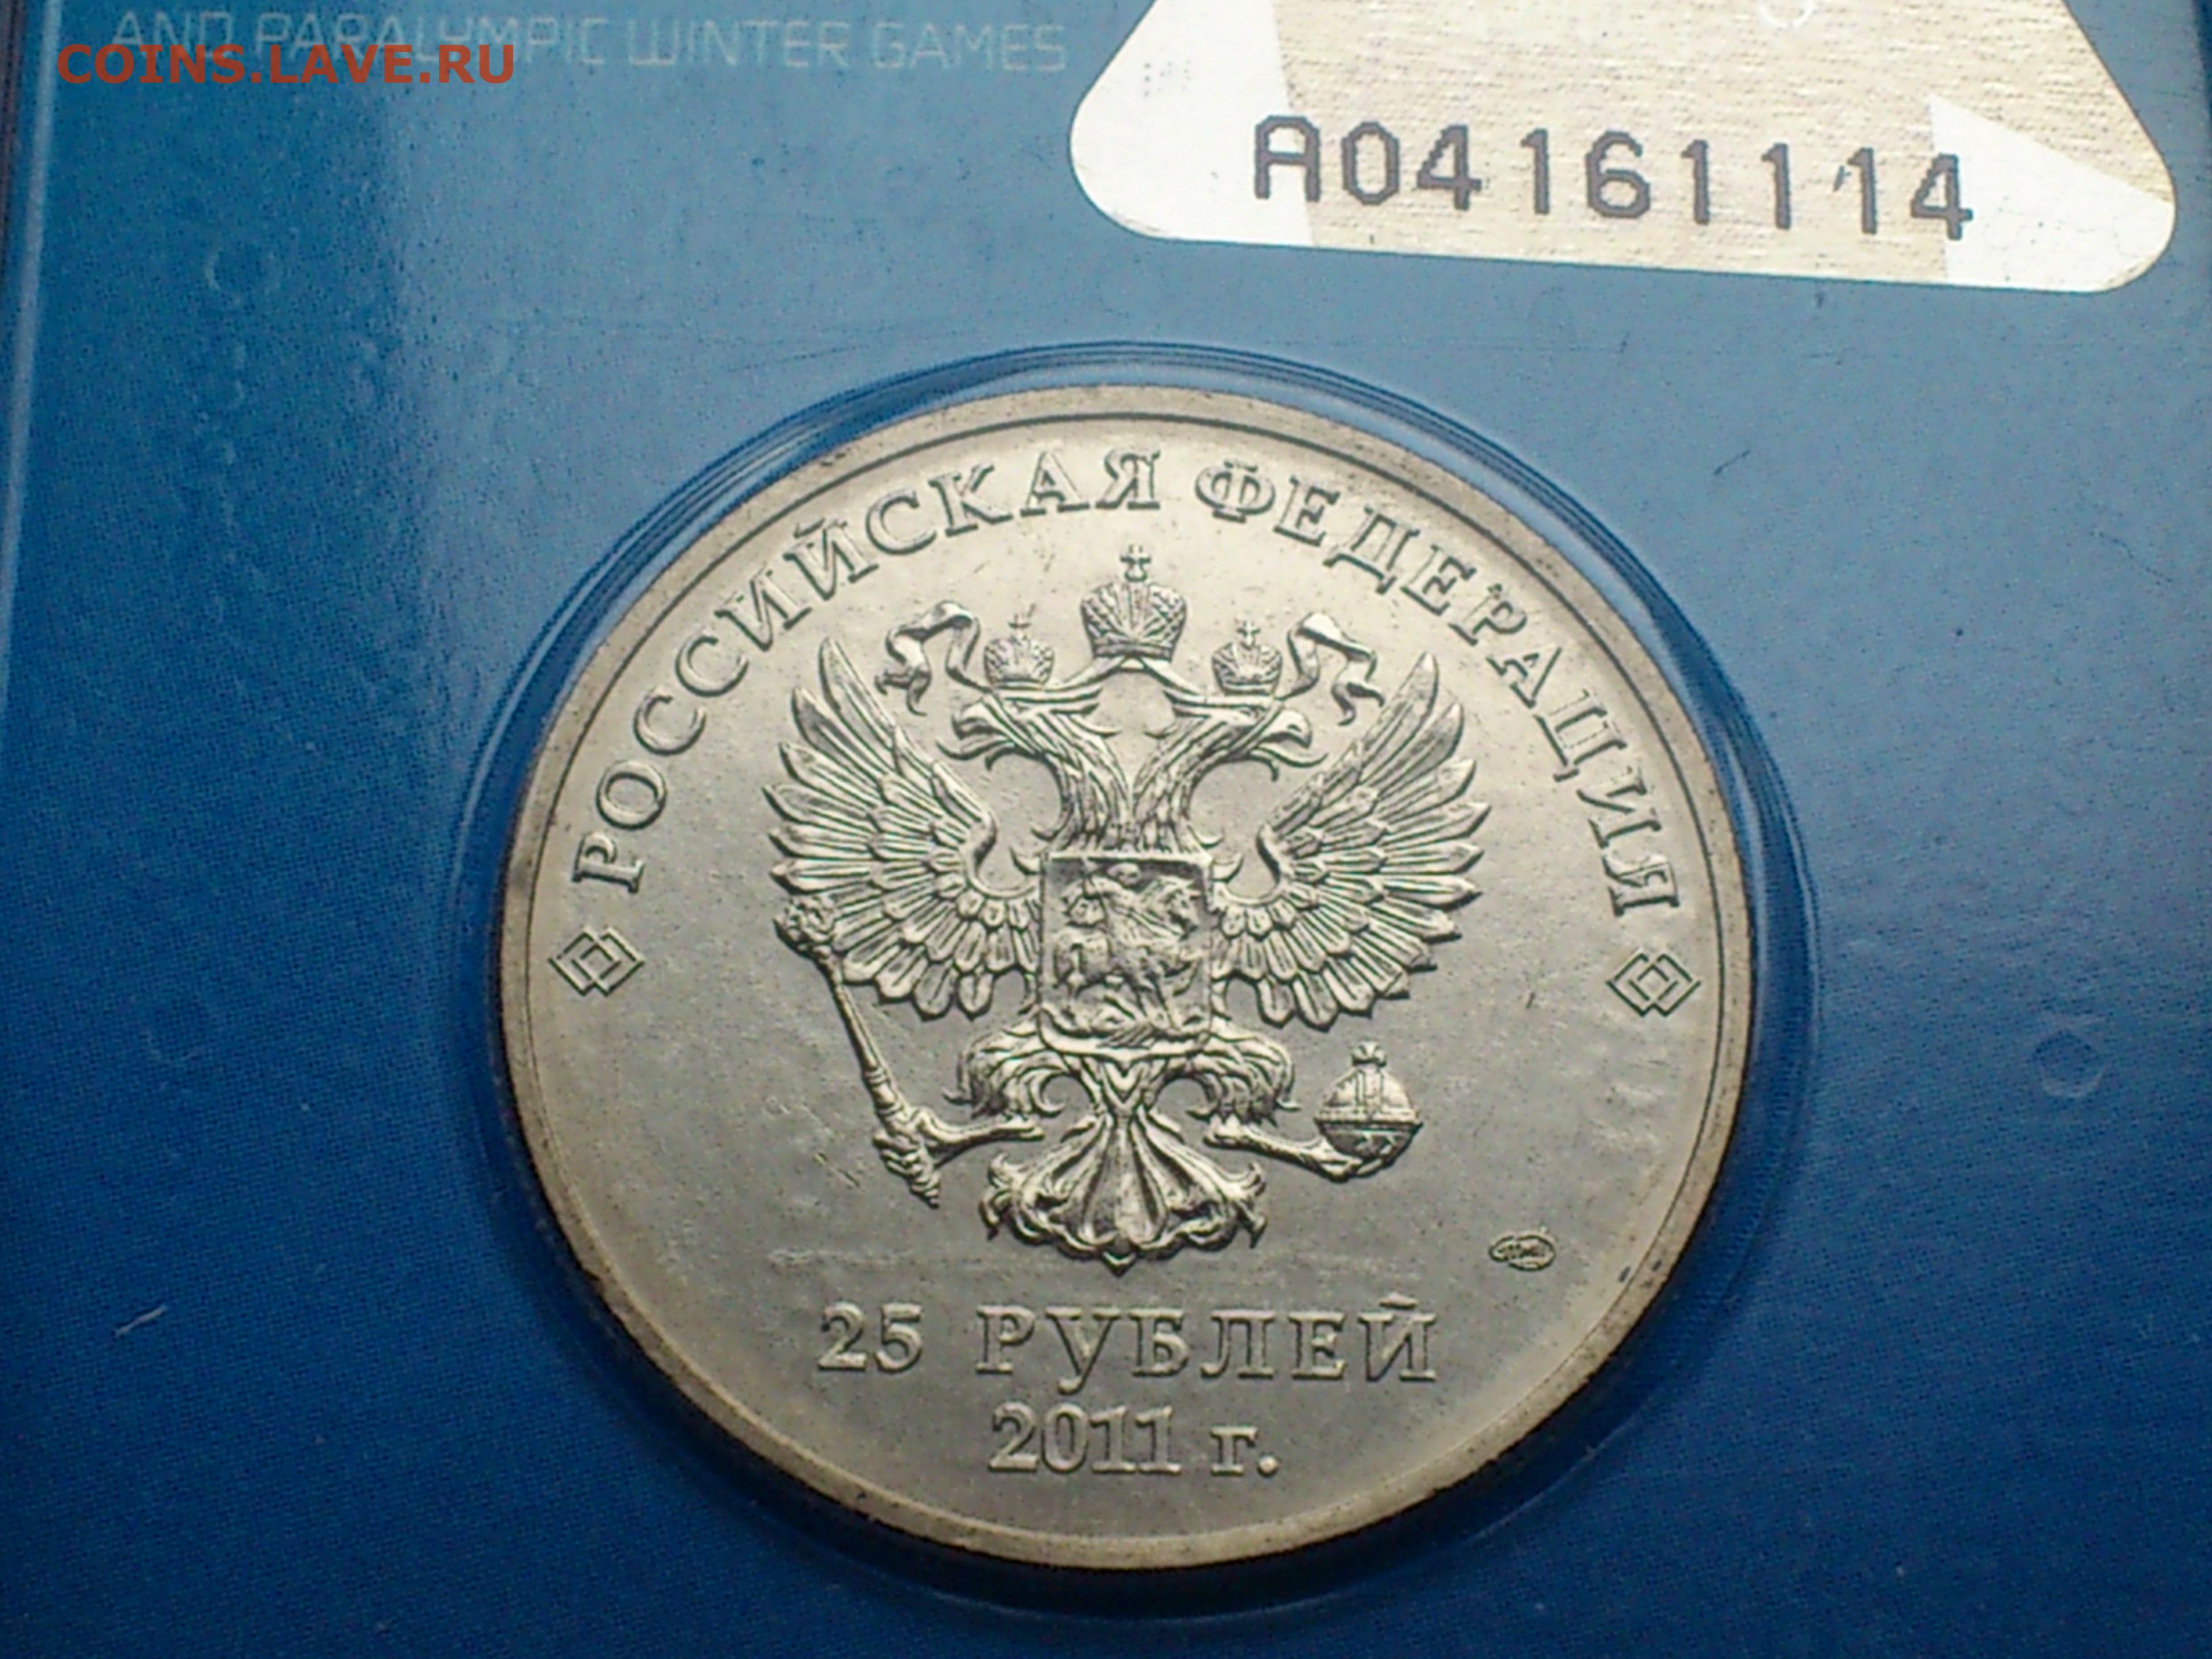 AND PARALYMPIC WINTER GAMES
COINS.LAVE.RU
A04161114
РОССИЙСКАЯ ФЕДЕРАЦИЯ
25 РУБЛЕЙ
2011 г.